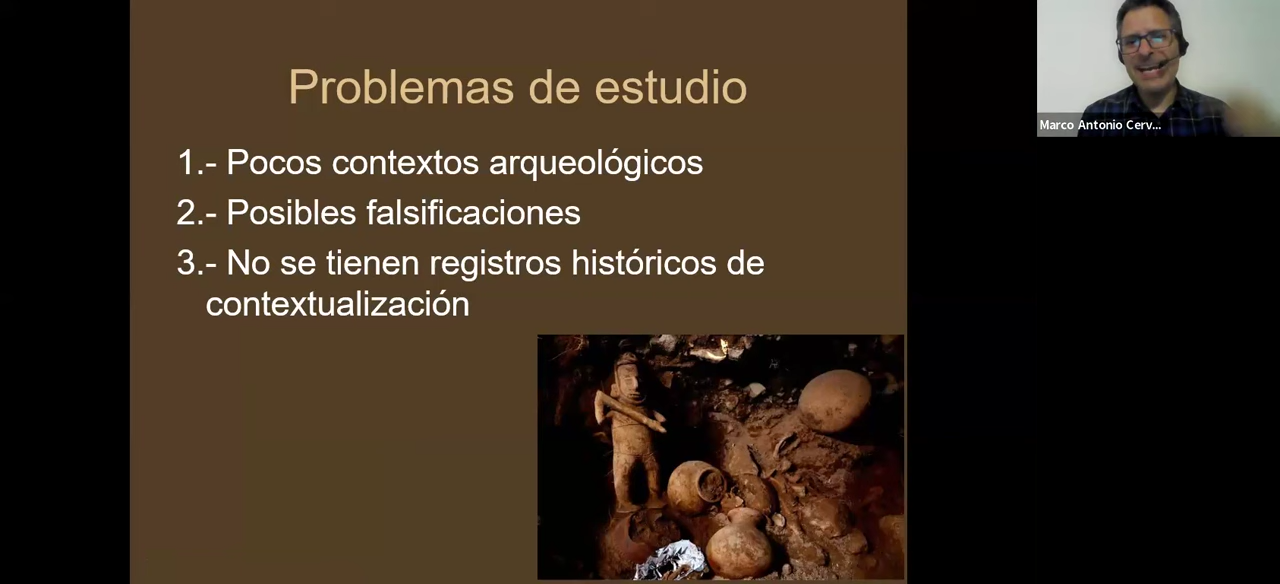 Problemas de estudio
1.- Pocos contextos arqueológicos
2.- Posibles falsificaciones
3.- No se tienen registros históricos de
contextualización
Marco Antonio Cerv...